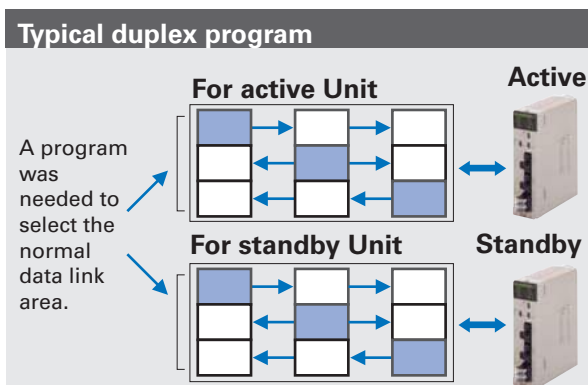 Typical duplex program
For active Unit
Active
A program
was
needed to
select the
normal
data link
area.
For standby Unit
Standby